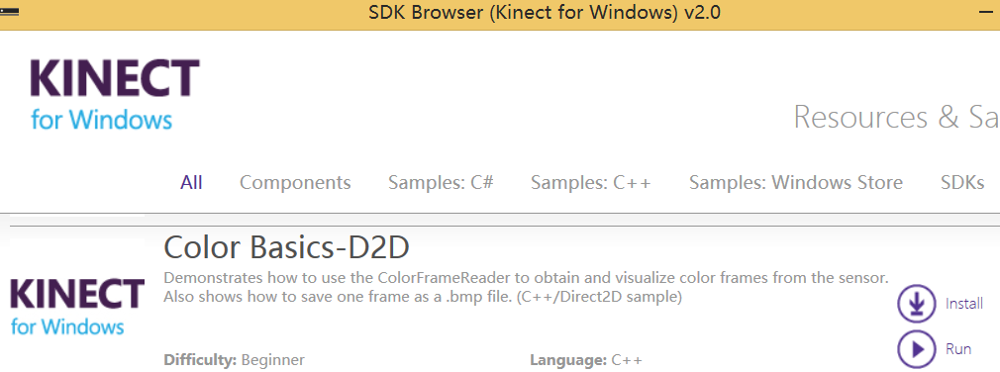 SDK Browser (Kinect for Windows) v2.0
KINECT
for Windows
Resources & Sa
All Components Samples: C# Samples: C++ Samples: Windows Store SDKs
Color Basics-D2D
Demonstrates how to use the ColorFrameReader to obtain and visualize color frames from the sensor.
Also shows how to save one frame as a .bmp file. (C++/Direct2D sample)
KINECT
for Windows
Install
Run
Difficulty: Beginner Language: C++